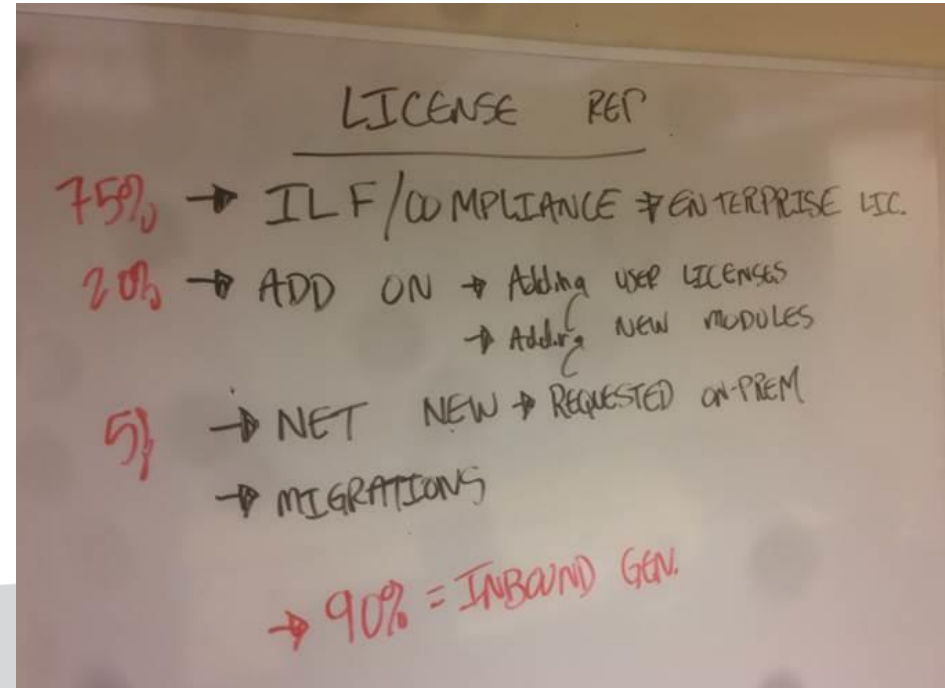 LICENSE REP
75% → ILF/COMPLIANCE → ENTERPRISE LIC.
20% → ADD ON → Adding USER LICENSES
→ Adding NEW MODULES
5% → NET NEW → REQUESTED ON-PREM
→ MIGRATIONS
→ 90% = INBOUND GEN.